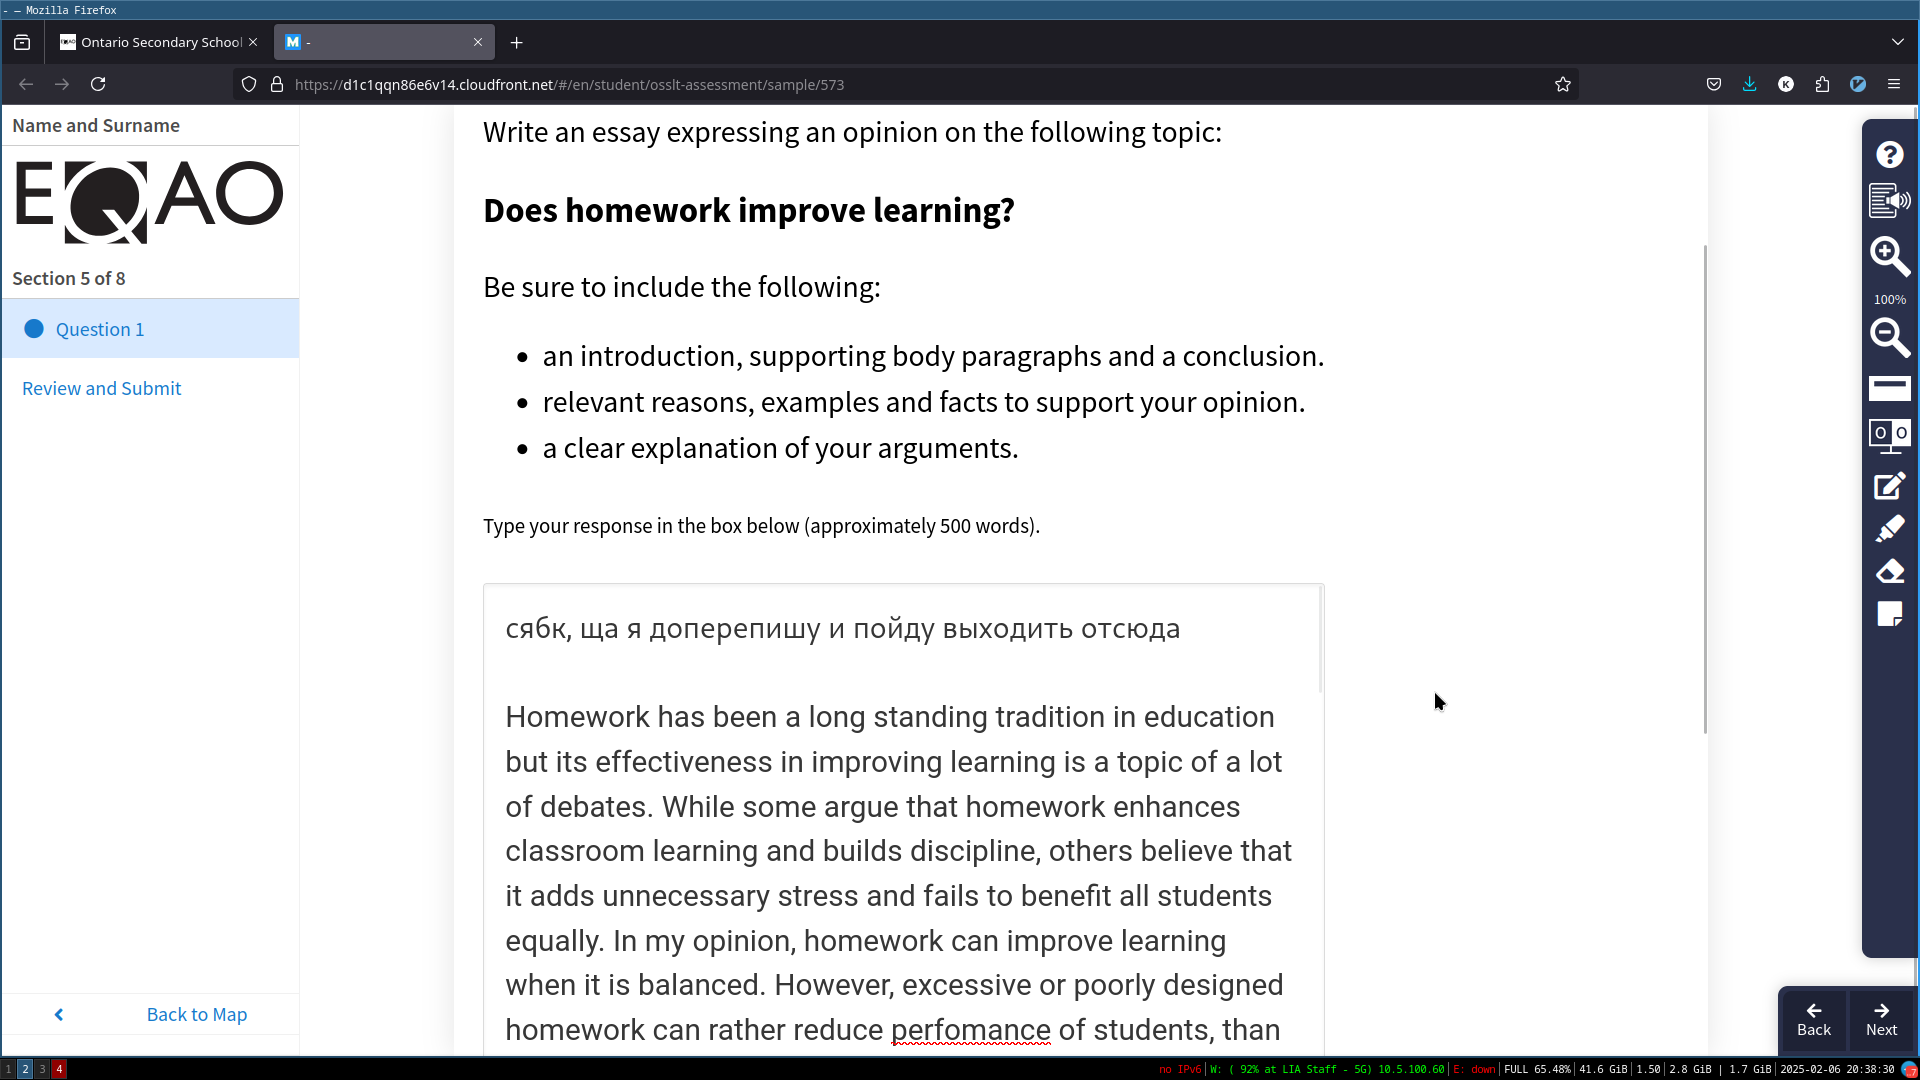 - — Mozilla Firefox
Ontario Secondary School
-
https://d1c1qqn86e6v14.cloudfront.net/#/en/student/osslt-assessment/sample/573
Name and Surname
EQAO
Section 5 of 8
Question 1
Review and Submit
Back to Map
Write an essay expressing an opinion on the following topic:
Does homework improve learning?
Be sure to include the following:
• an introduction, supporting body paragraphs and a conclusion.
• relevant reasons, examples and facts to support your opinion.
• a clear explanation of your arguments.
Type your response in the box below (approximately 500 words).
сябк, ща я доперепишу и пойду выходить отсюда
Homework has been a long standing tradition in education
but its effectiveness in improving learning is a topic of a lot
of debates. While some argue that homework enhances
classroom learning and builds discipline, others believe that
it adds unnecessary stress and fails to benefit all students
equally. In my opinion, homework can improve learning
when it is balanced. However, excessive or poorly designed
homework can rather reduce perfomance of students, than
100%
Back
Next
1 2 3 4
no IPv6|W: ( 92% at LIA Staff - 5G) 10.5.100.60|E: down|FULL 65.48%|41.6 GiB|1.50|2.8 GiB | 1.7 GiB|2025-02-06 20:38:30